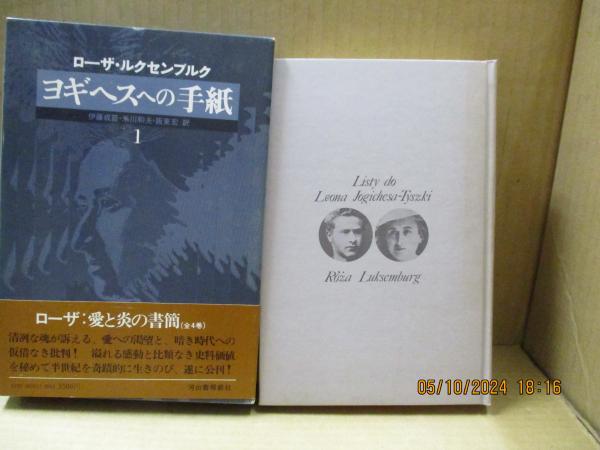 ローザ・ルクセンブルク
ヨギヘスへの手紙
伊藤成彦・米川和夫・阪東宏 訳
1
ローザ:愛と炎の書簡(全4巻)
清洌な魂が訴える、愛への渇望と、暗き時代への
仮借なき批判! 溢れる感動と比類なき史料価値
を秘めて半世紀を奇蹟的に生きのび、遂に公刊!
河出書房新社
Listy do
Leona Jogichesa-Tyszki
Róża Luksemburg
05/10/2024 18:16